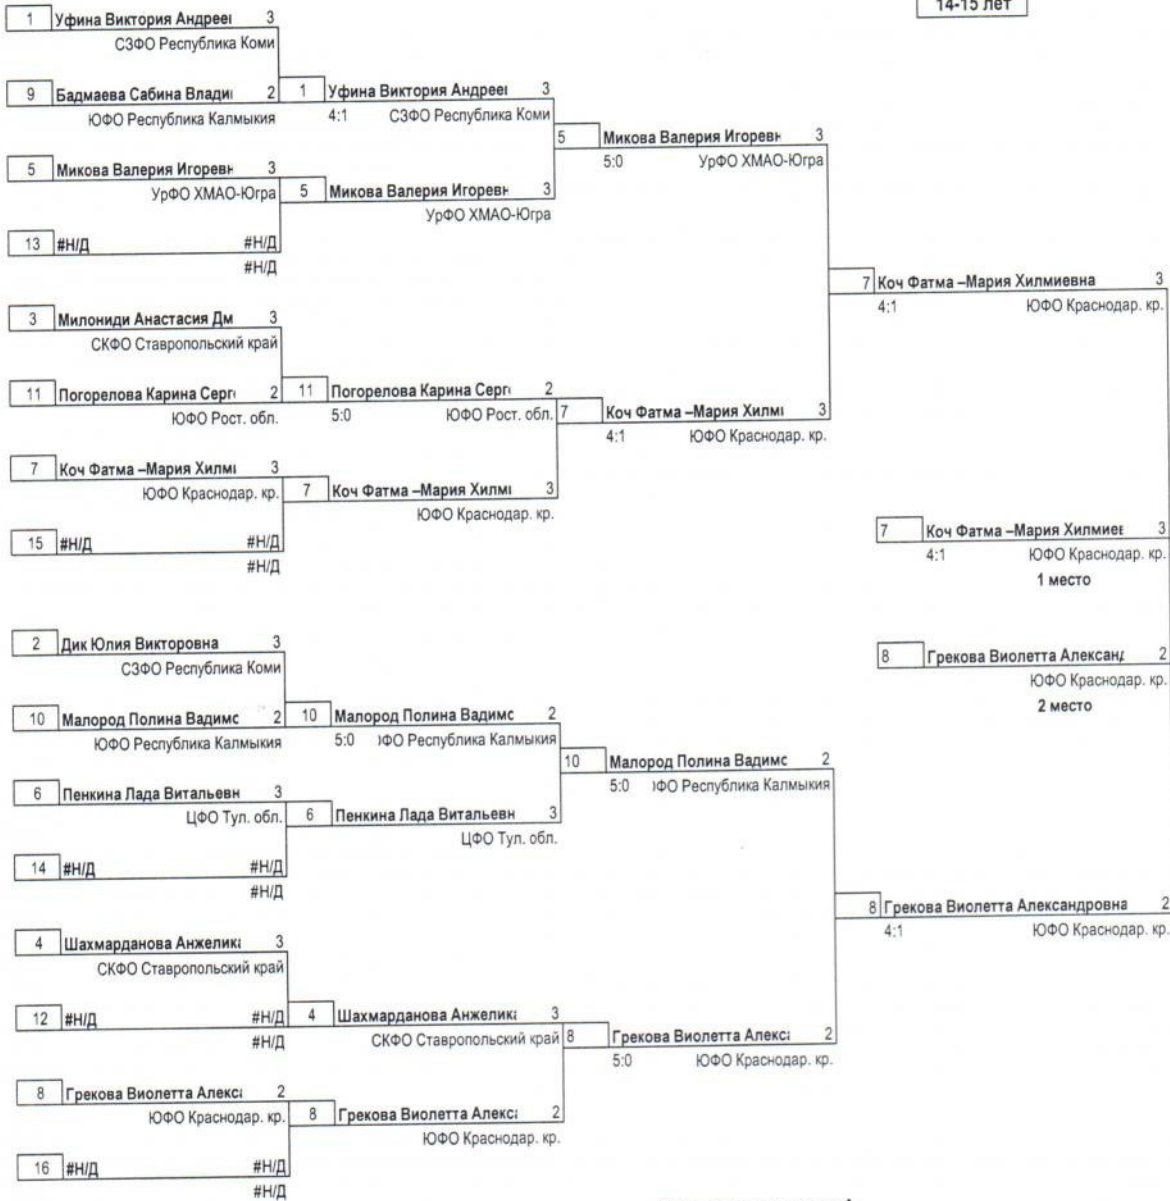 14-15 лет
1 Уфина Виктория Андреев 3
СЗФО Республика Коми
9 Бадмаева Сабина Влади 2
ЮФО Республика Калмыкия
1 Уфина Виктория Андреев 3
4:1 СЗФО Республика Коми
5 Микова Валерия Игоревн 3
5:0 УрФО ХМАО-Югра
5 Микова Валерия Игоревн 3
УрФО ХМАО-Югра
5 Микова Валерия Игоревн 3
УрФО ХМАО-Югра
13 #Н/Д #Н/Д
#Н/Д
7 Коч Фатма –Мария Хилмиевна 3
4:1 ЮФО Краснодар. кр.
3 Милониди Анастасия Дм 3
СКФО Ставропольский край
11 Погорелова Карина Серг 2
ЮФО Рост. обл.
11 Погорелова Карина Серг 2
5:0 ЮФО Рост. обл.
7 Коч Фатма –Мария Хилми 3
4:1 ЮФО Краснодар. кр.
7 Коч Фатма –Мария Хилми 3
ЮФО Краснодар. кр.
7 Коч Фатма –Мария Хилми 3
ЮФО Краснодар. кр.
15 #Н/Д #Н/Д
#Н/Д
7 Коч Фатма –Мария Хилмиев 3
4:1 ЮФО Краснодар. кр.
1 место
2 Дик Юлия Викторовна 3
СЗФО Республика Коми
8 Грекова Виолетта Александ 2
ЮФО Краснодар. кр.
2 место
10 Малород Полина Вадимс 2
ЮФО Республика Калмыкия
10 Малород Полина Вадимс 2
5:0 ФО Республика Калмыкия
10 Малород Полина Вадимс 2
5:0 ФО Республика Калмыкия
6 Пенкина Лада Витальевн 3
ЦФО Тул. обл.
6 Пенкина Лада Витальевн 3
ЦФО Тул. обл.
14 #Н/Д #Н/Д
#Н/Д
8 Грекова Виолетта Александровна 2
4:1 ЮФО Краснодар. кр.
4 Шахмарданова Анжелика 3
СКФО Ставропольский край
12 #Н/Д #Н/Д
#Н/Д
4 Шахмарданова Анжелика 3
СКФО Ставропольский край
8 Грекова Виолетта Алекса 2
5:0 ЮФО Краснодар. кр.
8 Грекова Виолетта Алекса 2
ЮФО Краснодар. кр.
8 Грекова Виолетта Алекса 2
ЮФО Краснодар. кр.
16 #Н/Д #Н/Д
#Н/Д